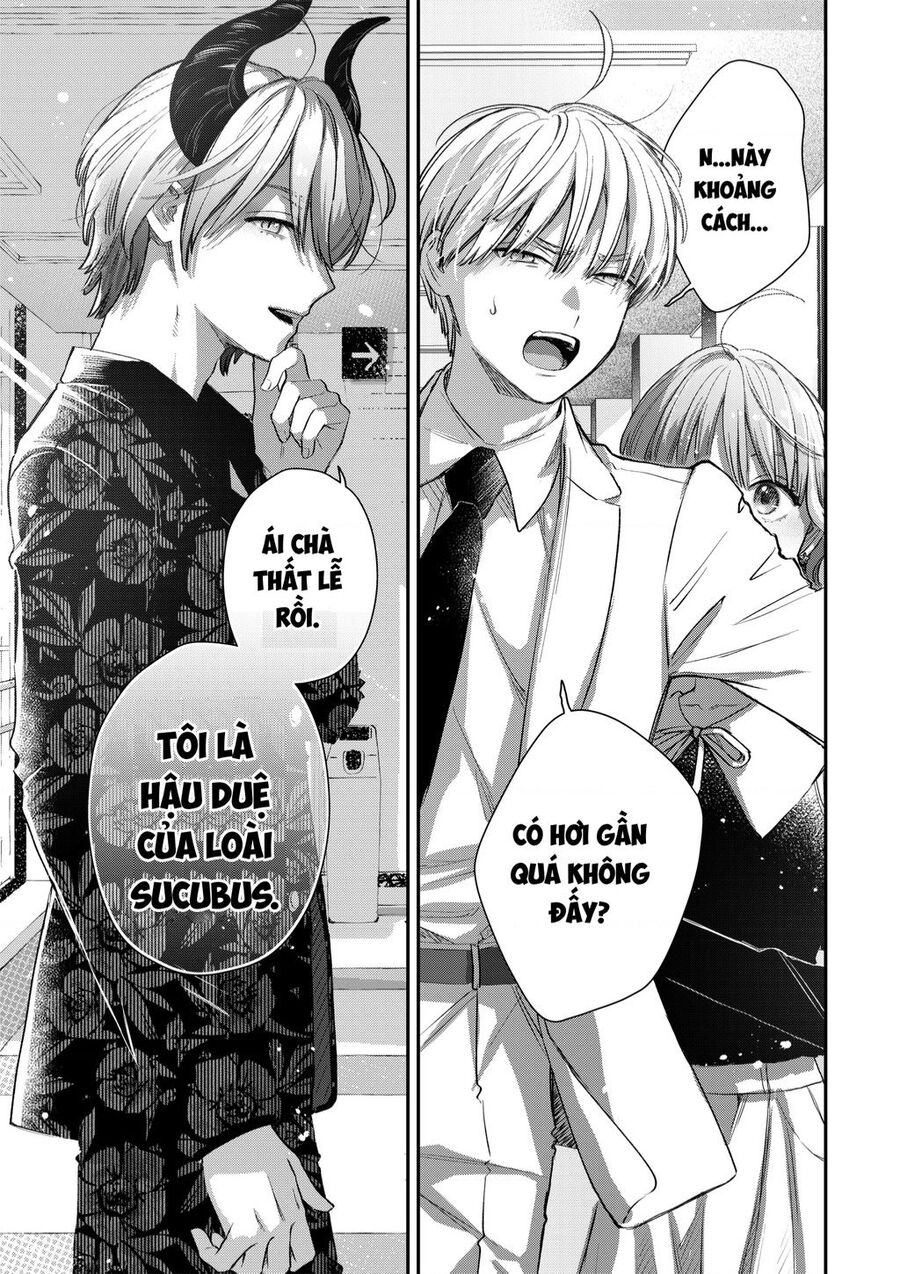 N...NÀY
KHOẢNG
CÁCH...
CÓ HƠI GẦN
QUÁ KHÔNG
ĐẤY?
ÁI CHÀ
THẤT LỄ
RỒI.
TÔI LÀ
HẬU DUỆ
CỦA LOÀI
SUCUBUS.